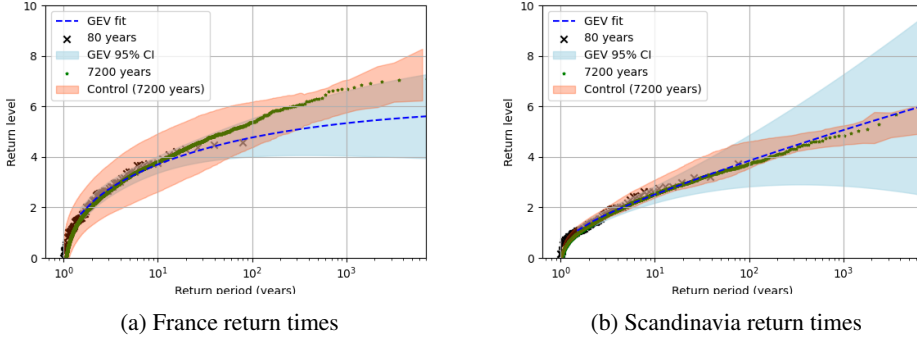 10
8
6
4
2
0
Return level
GEV fit
80 years
GEV 95% CI
7200 years
Control (7200 years)
10⁰ 10¹ 10² 10³
Return period (years)
(a) France return times
10
8
6
4
2
0
Return level
GEV fit
80 years
GEV 95% CI
7200 years
Control (7200 years)
10⁰ 10¹ 10² 10³
Return period (years)
(b) Scandinavia return times